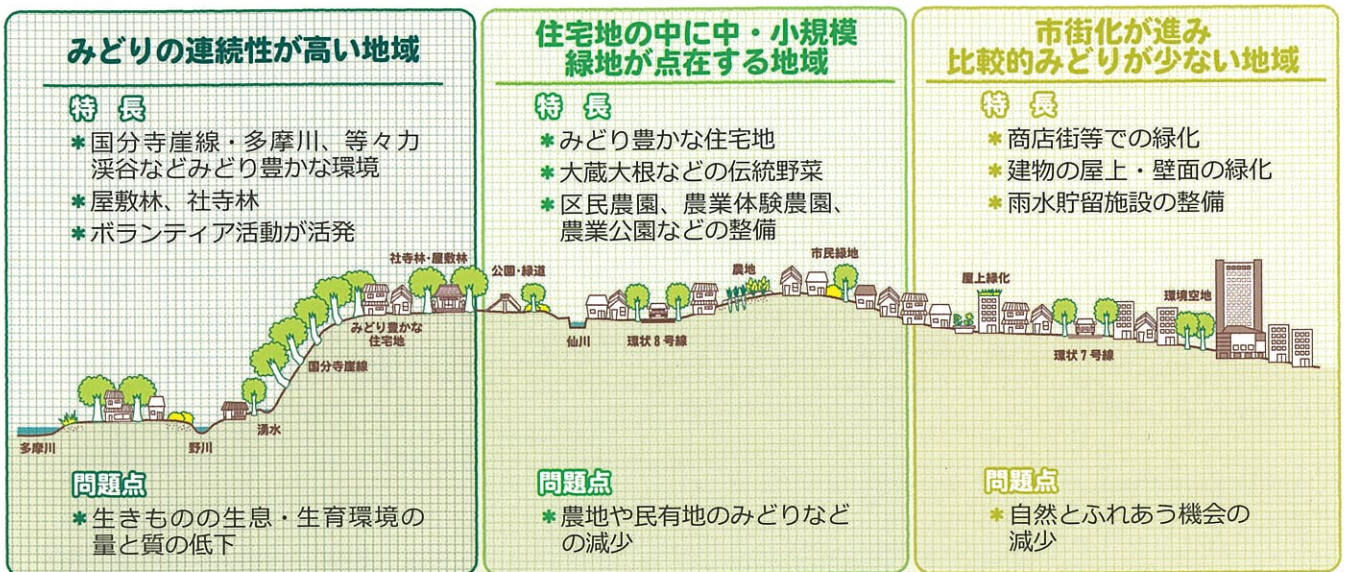 みどりの連続性が高い地域
特 長
*国分寺崖線・多摩川、等々力
渓谷などみどり豊かな環境
*屋敷林、社寺林
*ボランティア活動が活発
社寺林・屋敷林
みどり豊かな
住宅地
国分寺崖線
湧水
野川
多摩川
問題点
*生きものの生息・生育環境の
量と質の低下
住宅地の中に中・小規模
緑地が点在する地域
特 長
*みどり豊かな住宅地
*大蔵大根などの伝統野菜
*区民農園、農業体験農園、
農業公園などの整備
公園・緑道
仙川
環状8号線
農地
市民緑地
問題点
*農地や民有地のみどりなど
の減少
市街化が進み
比較的みどりが少ない地域
特 長
*商店街等での緑化
*建物の屋上・壁面の緑化
*雨水貯留施設の整備
屋上緑化
環境空地
環状7号線
問題点
*自然とふれあう機会の
減少